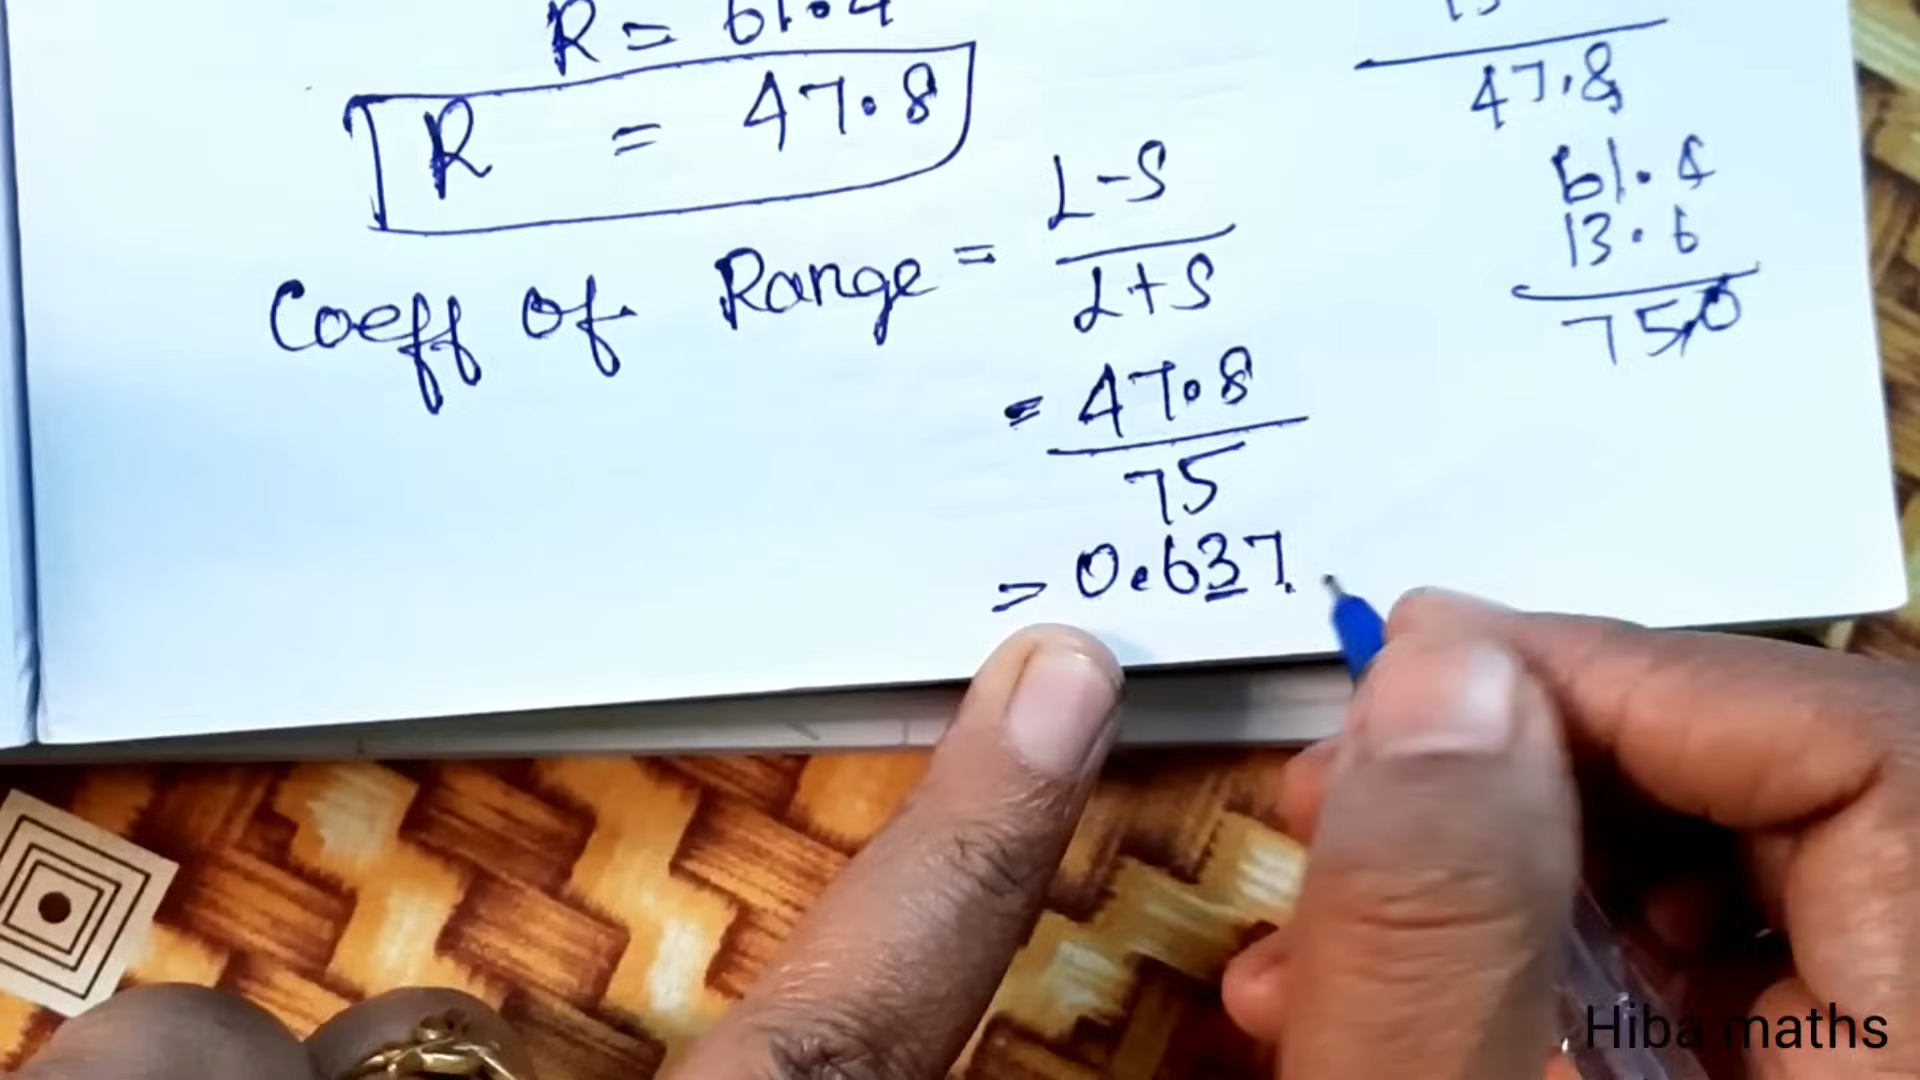 R = 61.4
R = 47.8
Coeff of Range = L-S
L+S
= 47.8
75
= 0.637.
47.8
61.4
13.6
75.0
Hiba maths